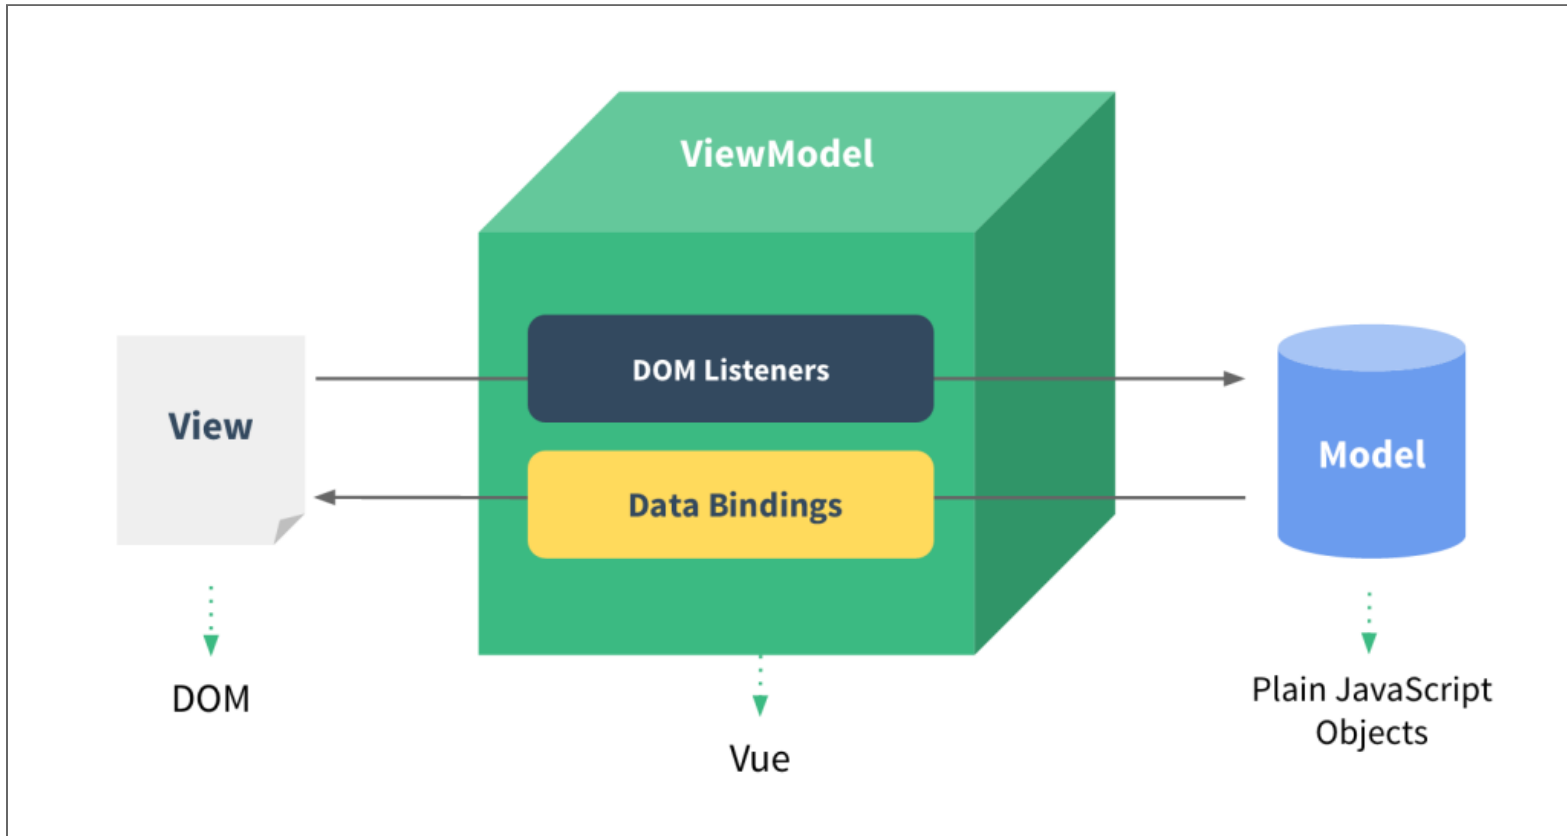 ViewModel
DOM Listeners
View
Data Bindings
Model
DOM
Vue
Plain JavaScript
Objects